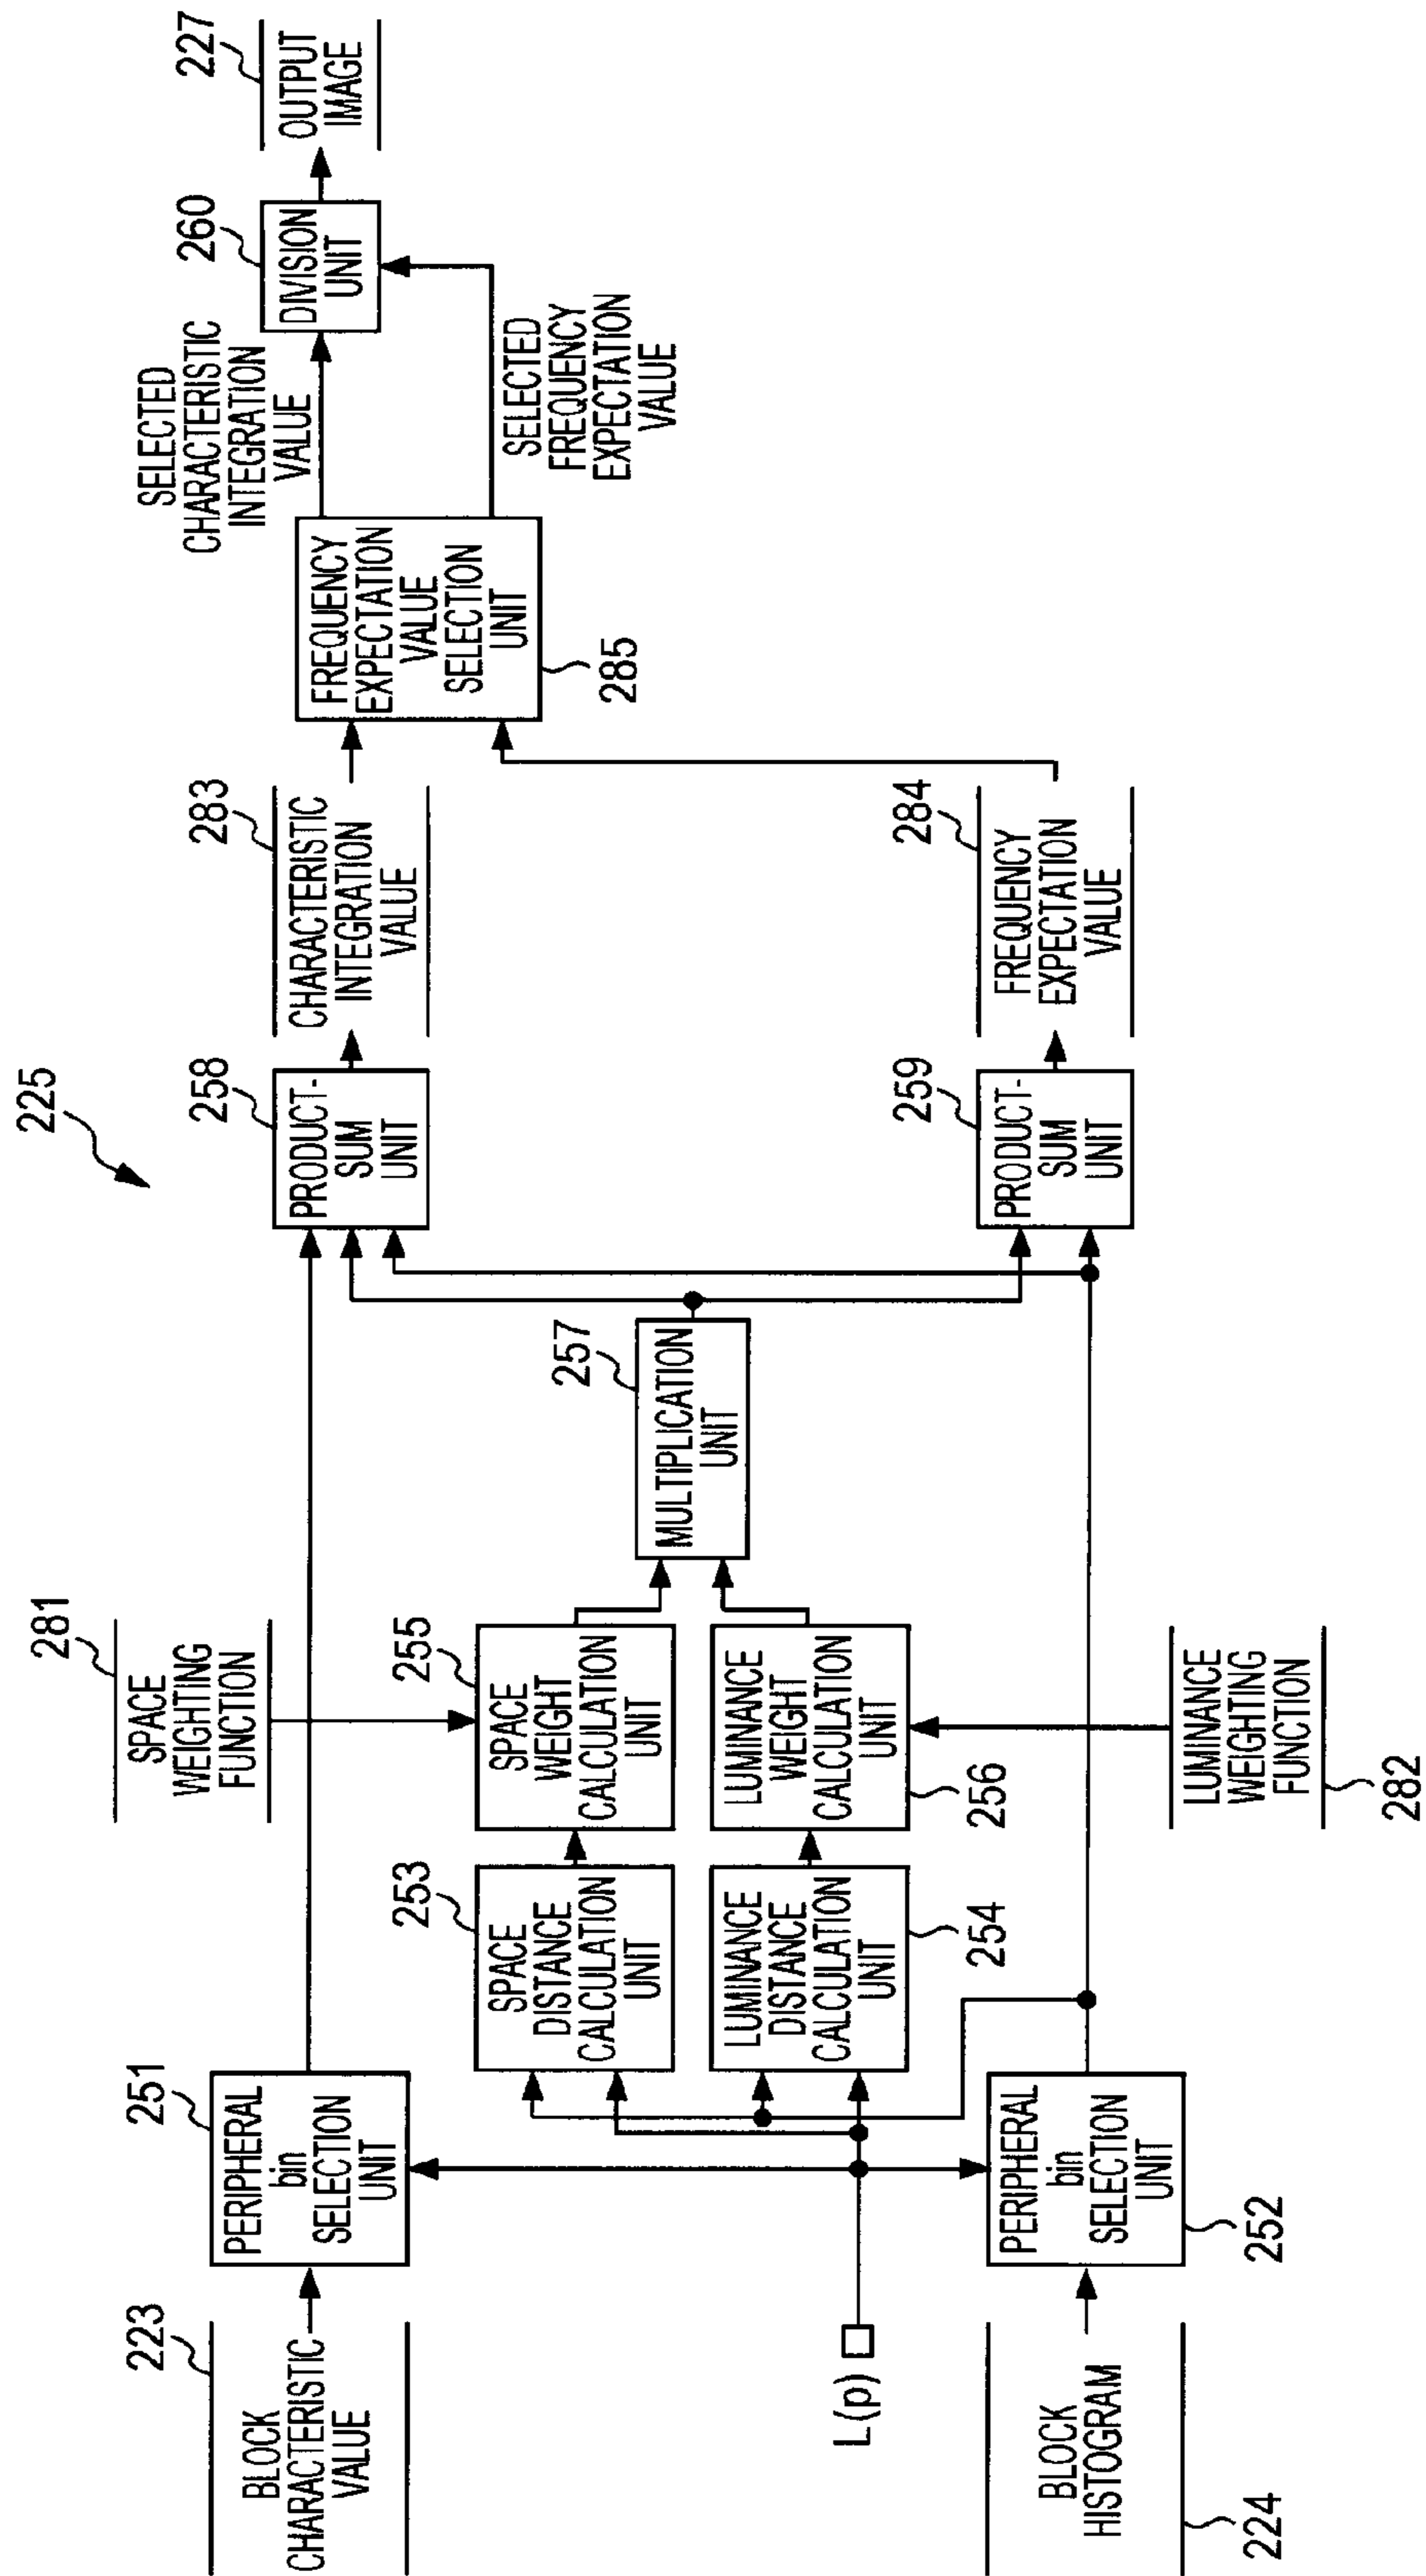 225
223
BLOCK
CHARACTERISTIC
VALUE
251
PERIPHERAL
bin
SELECTION
UNIT
281
SPACE
WEIGHTING
FUNCTION
253
SPACE
DISTANCE
CALCULATION
UNIT
255
SPACE
WEIGHT
CALCULATION
UNIT
LUMINANCE
DISTANCE
CALCULATION
UNIT
254
LUMINANCE
WEIGHT
CALCULATION
UNIT
256
LUMINANCE
WEIGHTING
FUNCTION
282
L(p)
BLOCK
HISTOGRAM
224
PERIPHERAL
bin
SELECTION
UNIT
252
257
MULTIPLICATION
UNIT
258
PRODUCT-
SUM
UNIT
259
PRODUCT-
SUM
UNIT
283
CHARACTERISTIC
INTEGRATION
VALUE
284
FREQUENCY
EXPECTATION
VALUE
FREQUENCY
EXPECTATION
VALUE
SELECTION
UNIT
285
SELECTED
CHARACTERISTIC
INTEGRATION
VALUE
SELECTED
FREQUENCY
EXPECTATION
VALUE
260
DIVISION
UNIT
227
OUTPUT
IMAGE